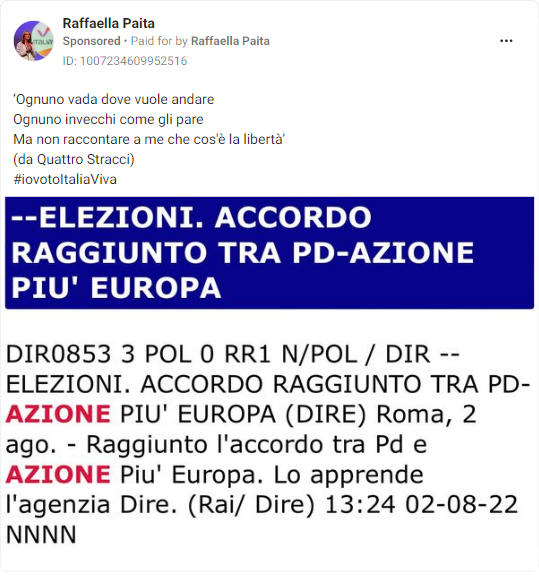 Raffaella Paita
Sponsored • Paid for by Raffaella Paita
ID: 1007234609952516
‘Ognuno vada dove vuole andare
Ognuno invecchi come gli pare
Ma non raccontare a me che cos'è la libertà’
(da Quattro Stracci)
#iovotoItaliaViva
--ELEZIONI. ACCORDO
RAGGIUNTO TRA PD-AZIONE
PIU' EUROPA
DIR0853 3 POL 0 RR1 N/POL / DIR --
ELEZIONI. ACCORDO RAGGIUNTO TRA PD-
AZIONE PIU' EUROPA (DIRE) Roma, 2
ago. - Raggiunto l'accordo tra Pd e
AZIONE Piu' Europa. Lo apprende
l'agenzia Dire. (Rai/ Dire) 13:24 02-08-22
NNNN